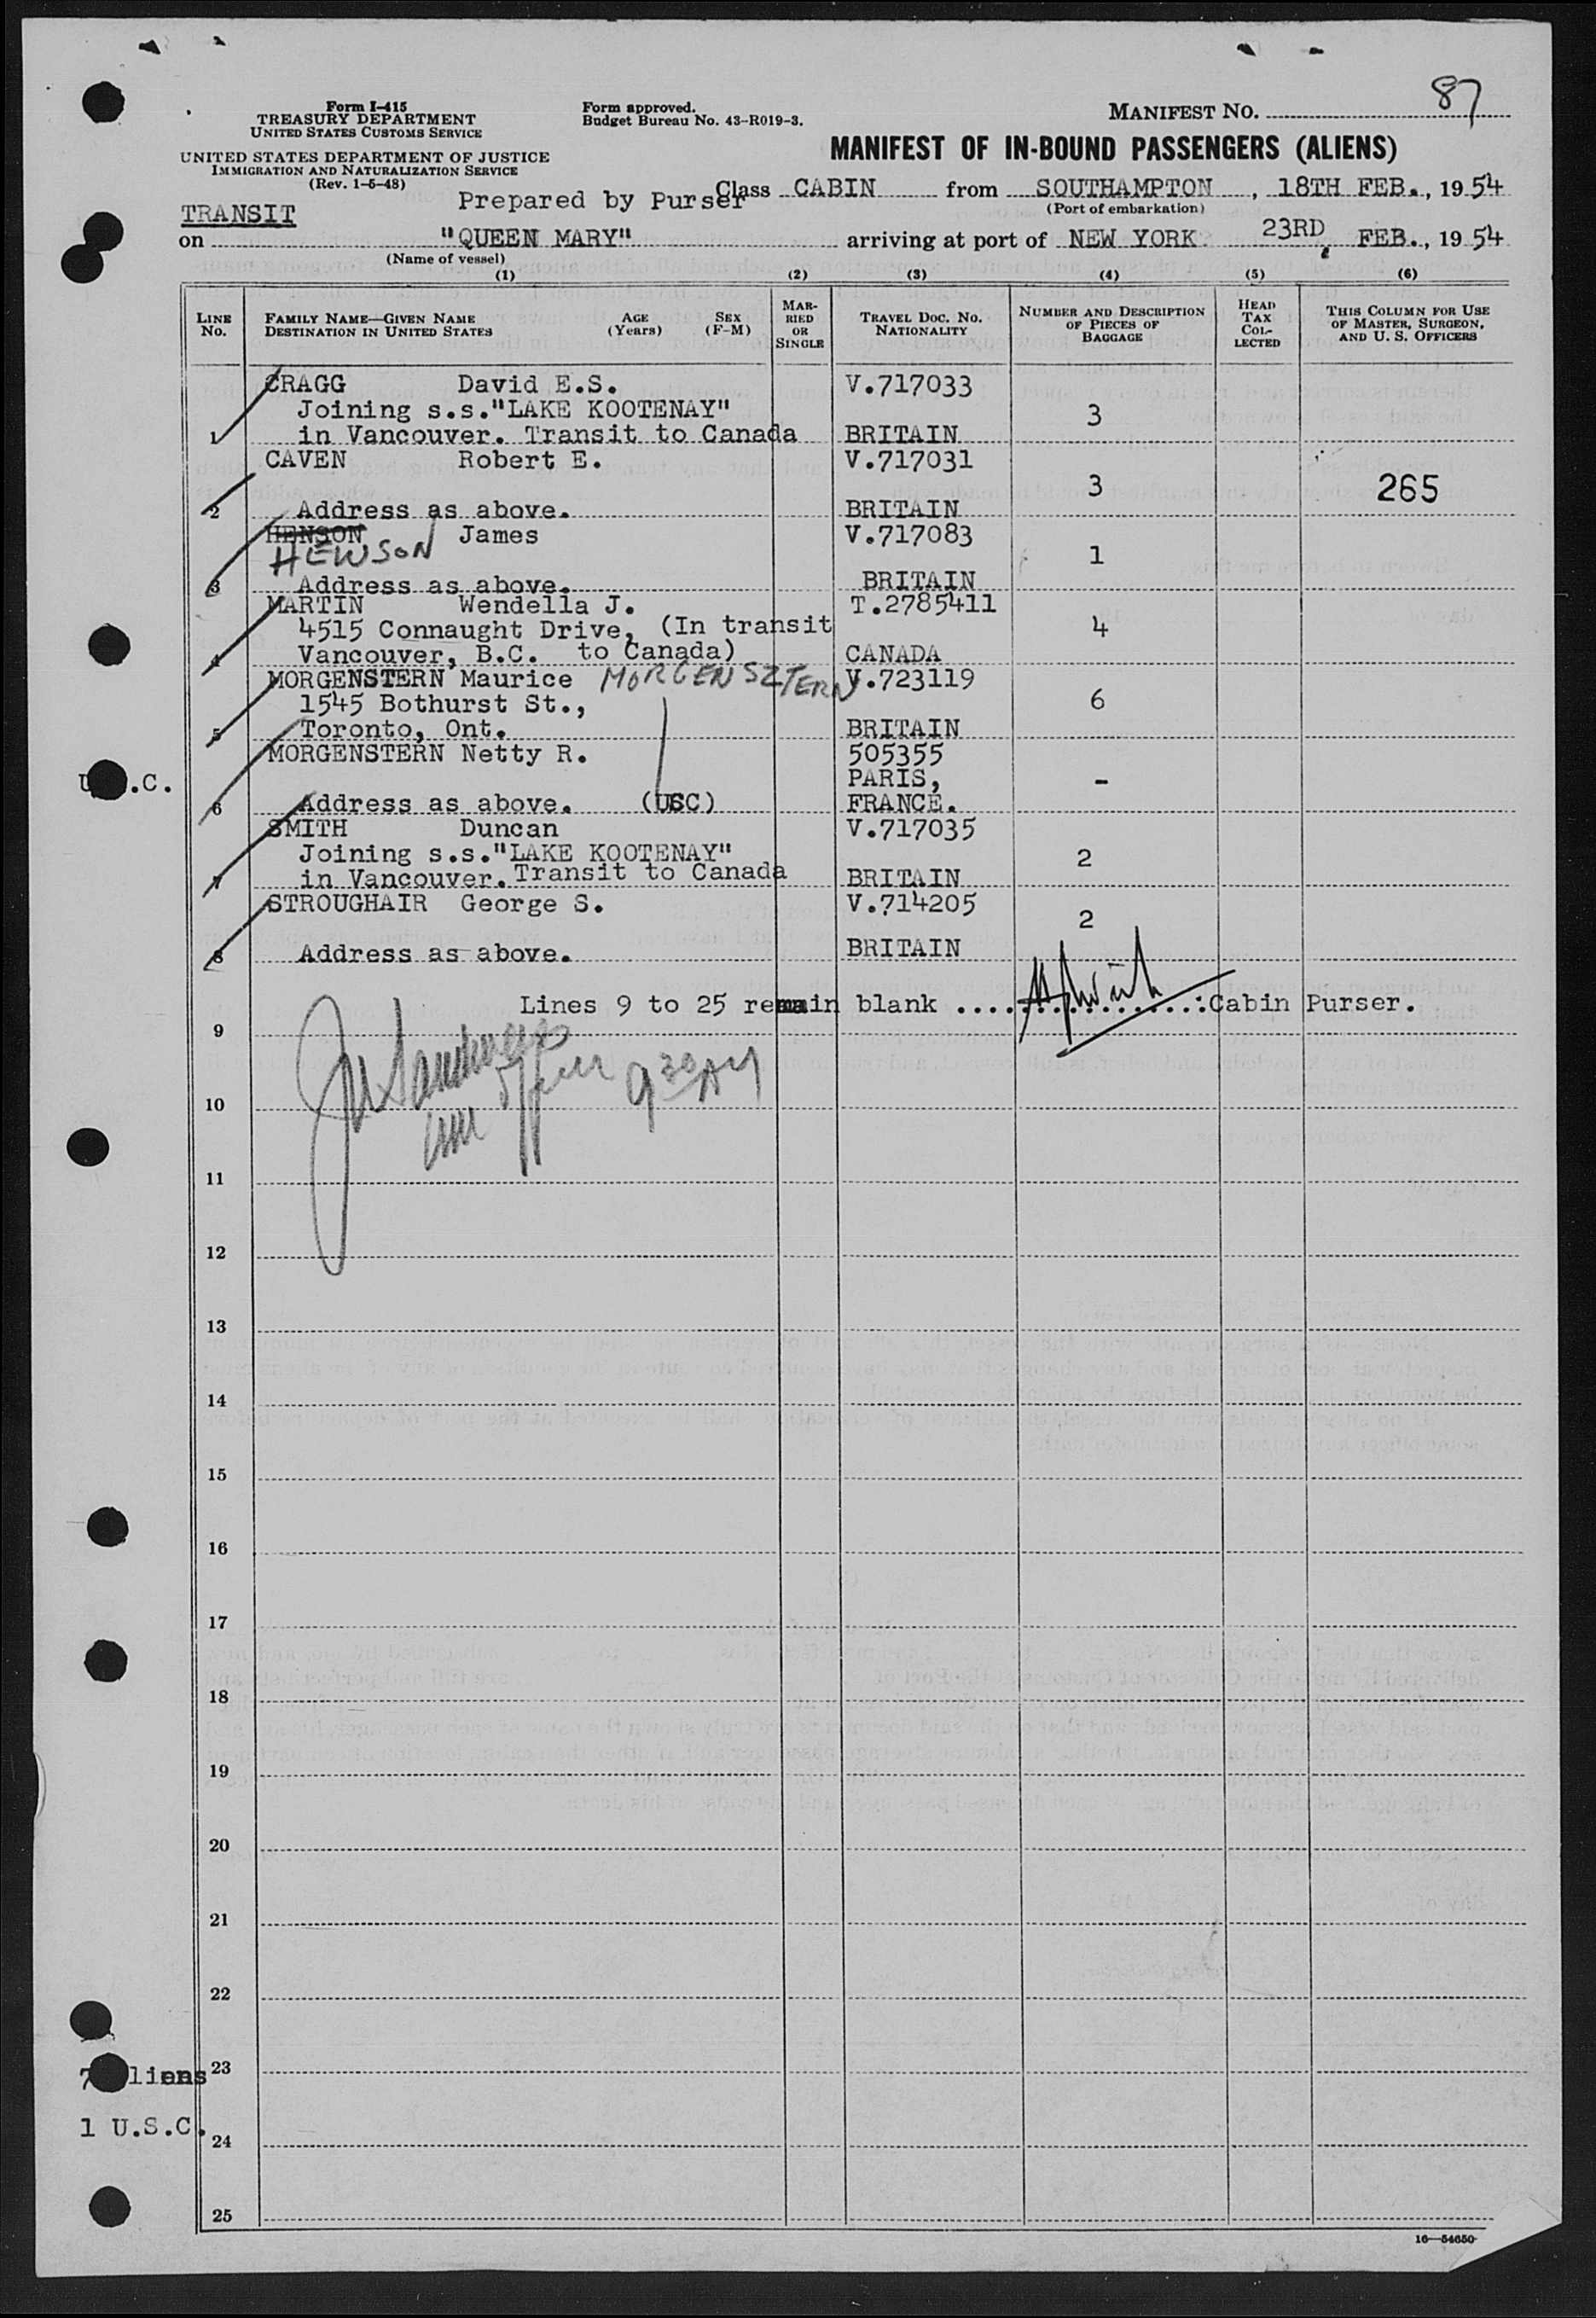 Form I-415
TREASURY DEPARTMENT
UNITED STATES CUSTOMS SERVICE
UNITED STATES DEPARTMENT OF JUSTICE
IMMIGRATION AND NATURALIZATION SERVICE
(Rev. 1-5-48)
Form approved.
Budget Bureau No. 43-R019-3.
MANIFEST NO. 87
MANIFEST OF IN-BOUND PASSENGERS (ALIENS)
Prepared by Purser Class CABIN from SOUTHAMPTON, 18TH FEB., 1954
(Port of embarkation)
TRANSIT
on "QUEEN MARY" arriving at port of NEW YORK 23RD FEB., 1954
(Name of vessel)
(1) (2) (3) (4) (5) (6)
LINE NO.
FAMILY NAME—GIVEN NAME AGE (Years) SEX (F-M)
DESTINATION IN UNITED STATES
MARRIED OR SINGLE
TRAVEL DOC. NO. NATIONALITY
NUMBER AND DESCRIPTION OF PIECES OF BAGGAGE
HEAD TAX COLLECTED
THIS COLUMN FOR USE OF MASTER, SURGEON, AND U. S. OFFICERS
CRAGG David E.S. V.717033
Joining s.s."LAKE KOOTENAY" 3
1 in Vancouver. Transit to Canada BRITAIN
CAVEN Robert E. V.717031
3 265
2 Address as above. BRITAIN
HENSON James V.717083
HEWSON 1
3 Address as above. BRITAIN
MARTIN Wendella J. T.2785411
4515 Connaught Drive, (In transit 4
4 Vancouver, B.C. to Canada) CANADA
MORGENSTERN Maurice MORGENSZTERN V.723119
1545 Bothurst St., 6
5 Toronto, Ont. BRITAIN
MORGENSTERN Netty R. 505355
U.S.C. PARIS, -
6 Address as above. (USC) FRANCE.
SMITH Duncan V.717035
Joining s.s."LAKE KOOTENAY" 2
7 in Vancouver. Transit to Canada BRITAIN
STROUGHAIR George S. V.714205
2
8 Address as above. BRITAIN
Lines 9 to 25 remain blank ................:Cabin Purser.
9
9 30 AM
10
11
12
13
14
15
16
17
18
19
20
21
22
7 Aliens 23
1 U.S.C. 24
25
16—54650